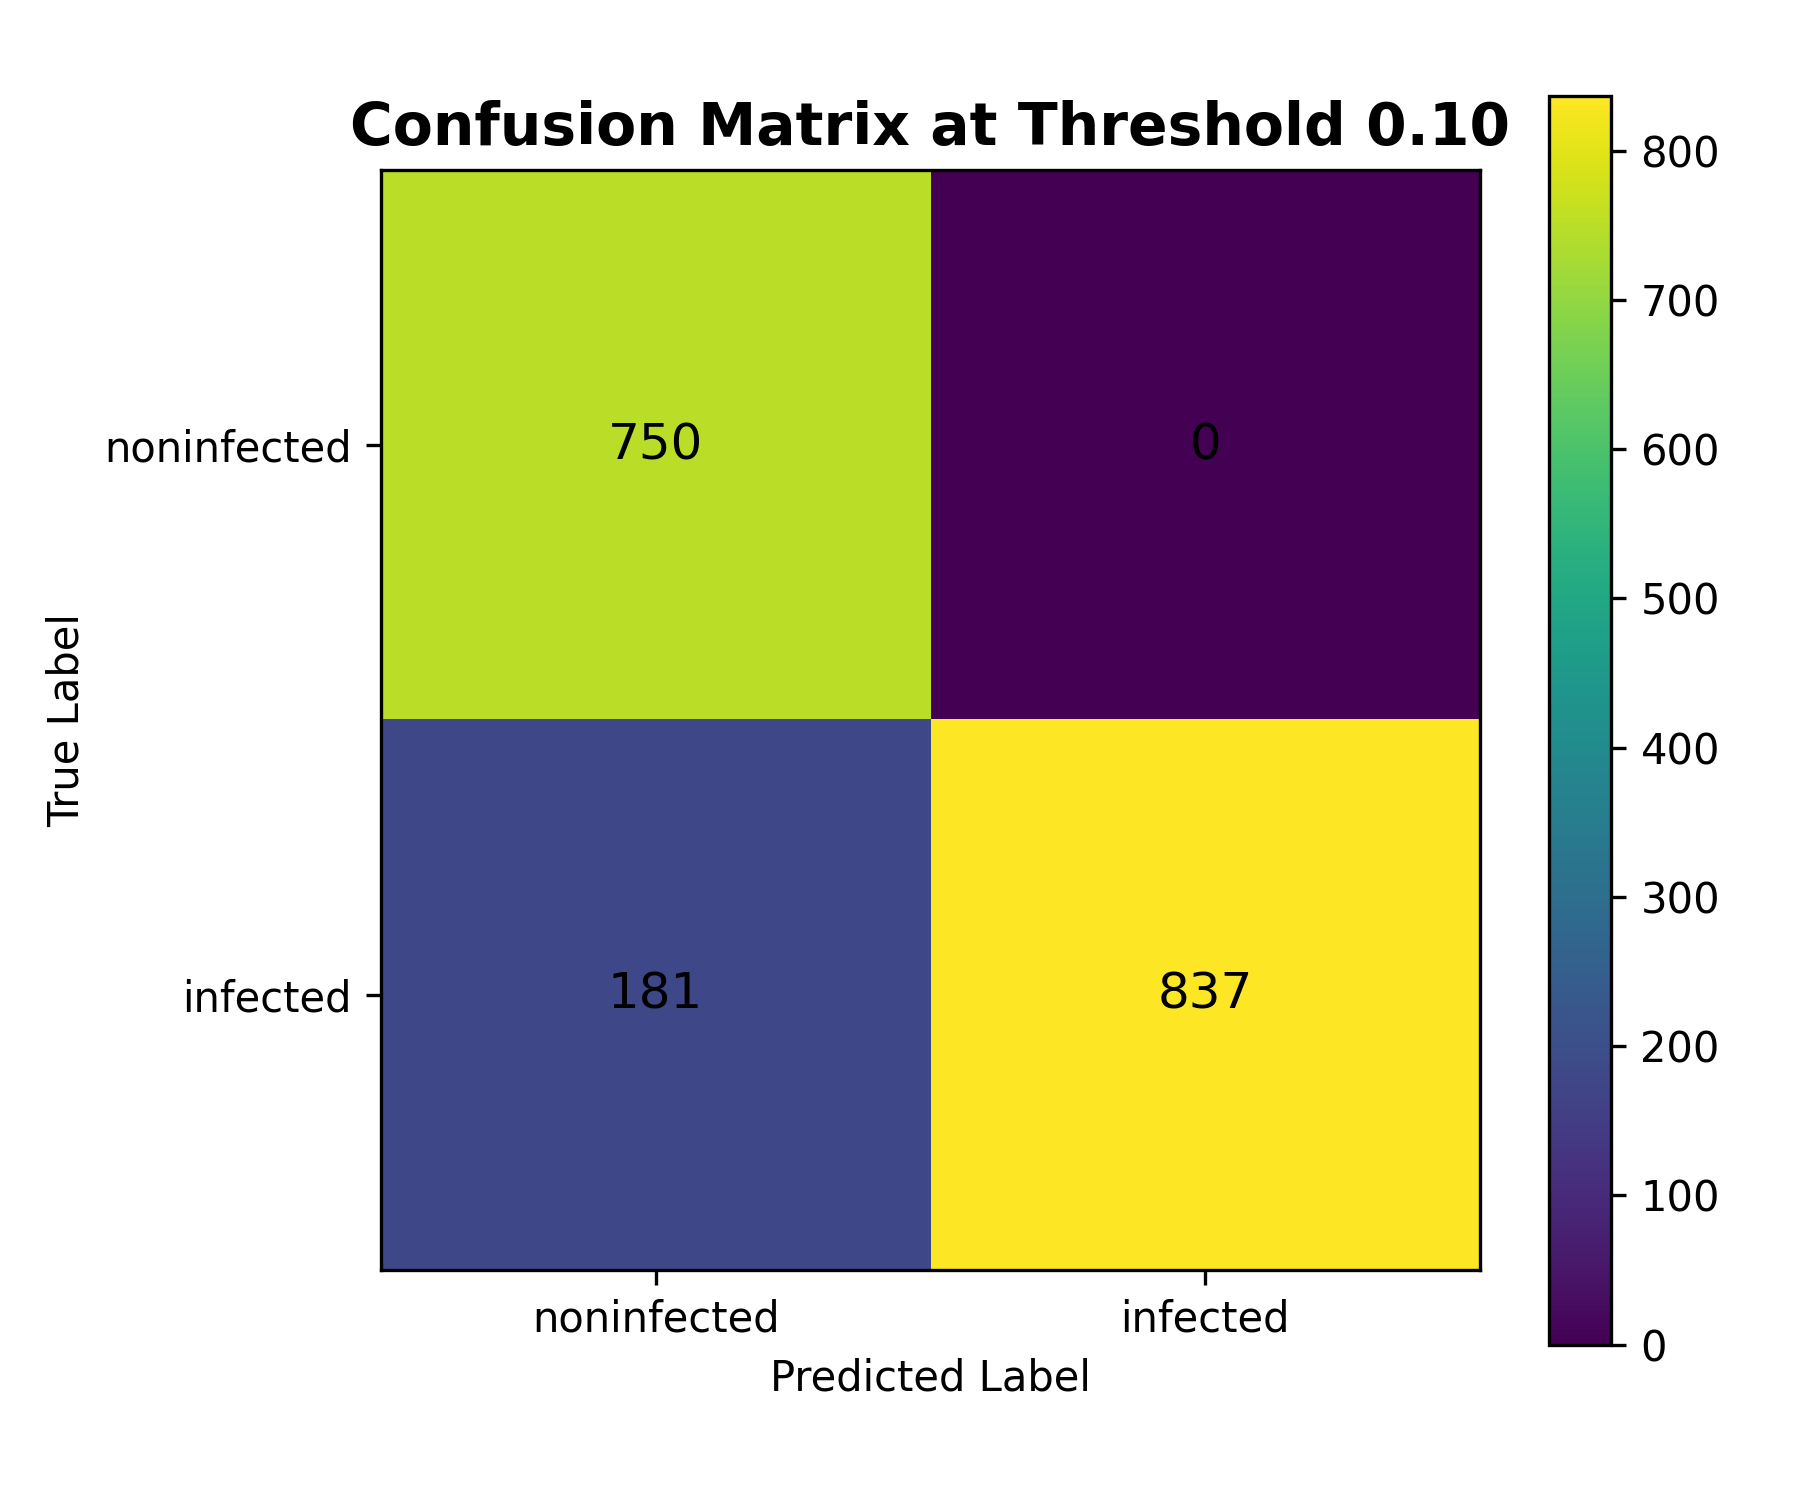 Confusion Matrix at Threshold 0.10
True Label
noninfected
infected
750
0
181
837
noninfected
infected
Predicted Label
800
700
600
500
400
300
200
100
0